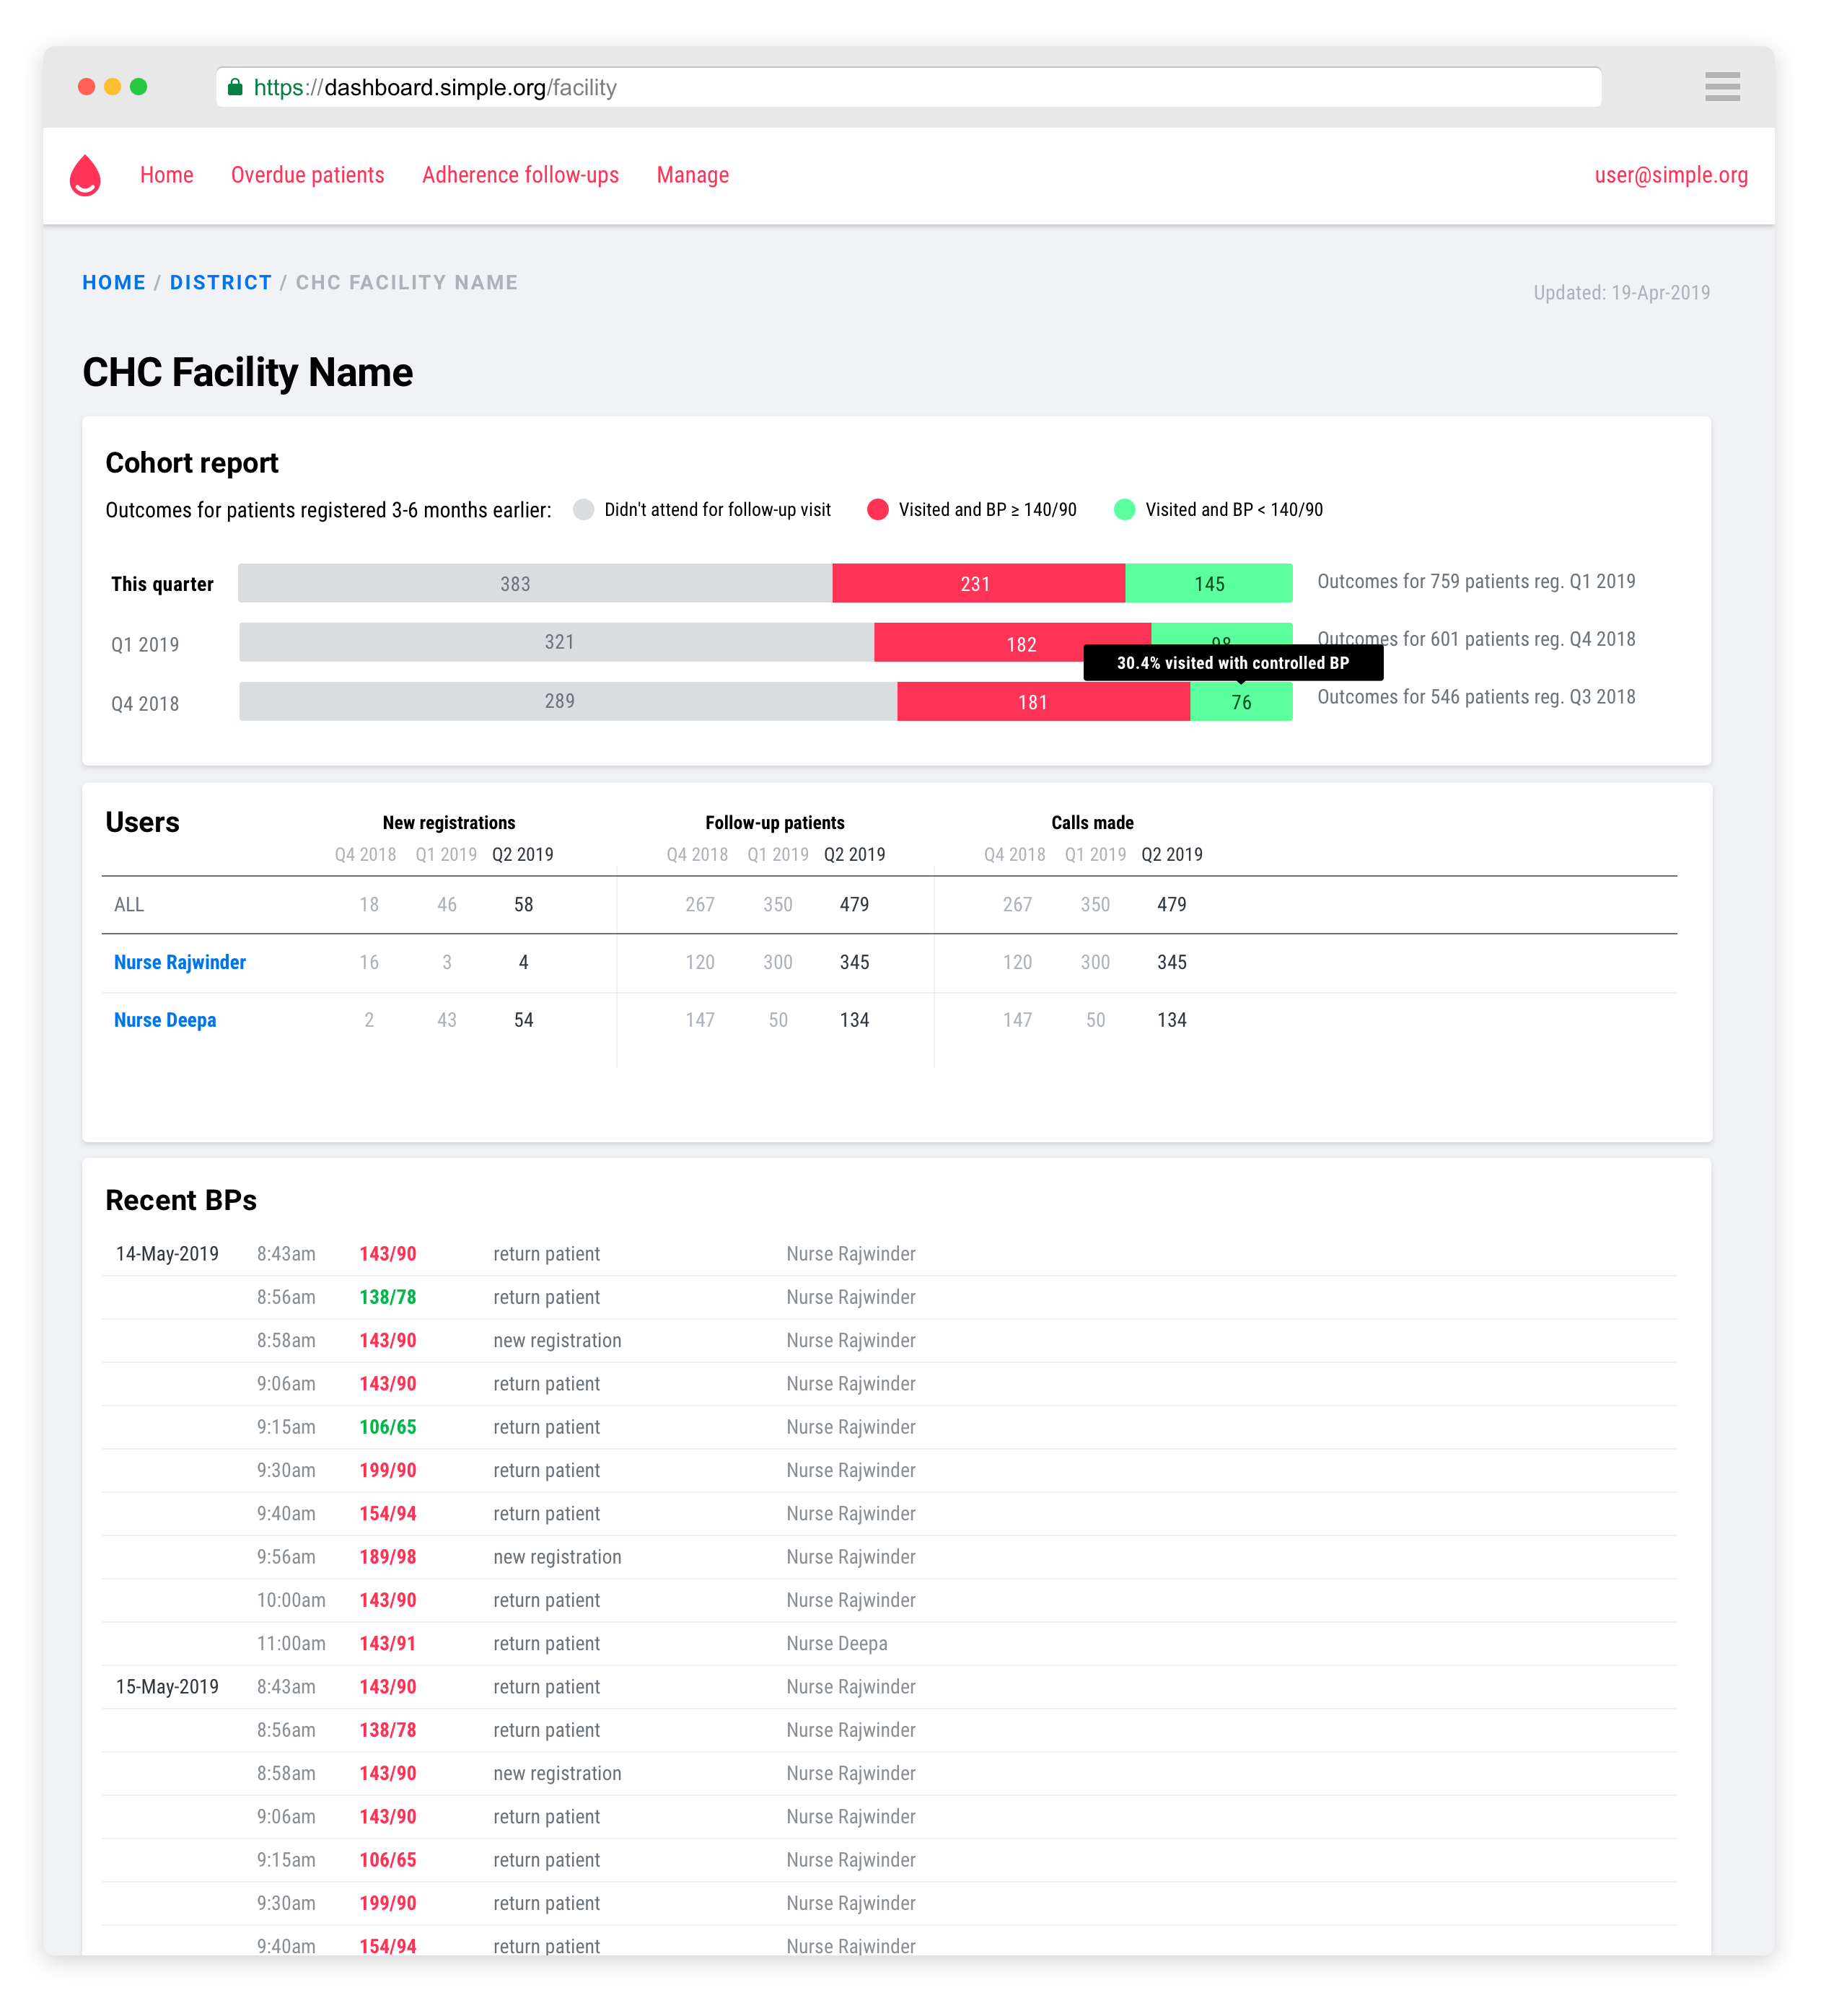 https://dashboard.simple.org/facility
Home Overdue patients Adherence follow-ups Manage user@simple.org
HOME / DISTRICT / CHC FACILITY NAME
Updated: 19-Apr-2019
CHC Facility Name
Cohort report
Outcomes for patients registered 3-6 months earlier: Didn't attend for follow-up visit Visited and BP ≥ 140/90 Visited and BP < 140/90
This quarter 383 231 145 Outcomes for 759 patients reg. Q1 2019
Q1 2019 321 182 98 Outcomes for 601 patients reg. Q4 2018
30.4% visited with controlled BP
Q4 2018 289 181 76 Outcomes for 546 patients reg. Q3 2018
Users New registrations Follow-up patients Calls made
Q4 2018 Q1 2019 Q2 2019 Q4 2018 Q1 2019 Q2 2019 Q4 2018 Q1 2019 Q2 2019
ALL 18 46 58 267 350 479 267 350 479
Nurse Rajwinder 16 3 4 120 300 345 120 300 345
Nurse Deepa 2 43 54 147 50 134 147 50 134
Recent BPs
14-May-2019 8:43am 143/90 return patient Nurse Rajwinder
8:56am 138/78 return patient Nurse Rajwinder
8:58am 143/90 new registration Nurse Rajwinder
9:06am 143/90 return patient Nurse Rajwinder
9:15am 106/65 return patient Nurse Rajwinder
9:30am 199/90 return patient Nurse Rajwinder
9:40am 154/94 return patient Nurse Rajwinder
9:56am 189/98 new registration Nurse Rajwinder
10:00am 143/90 return patient Nurse Rajwinder
11:00am 143/91 return patient Nurse Deepa
15-May-2019 8:43am 143/90 return patient Nurse Rajwinder
8:56am 138/78 return patient Nurse Rajwinder
8:58am 143/90 new registration Nurse Rajwinder
9:06am 143/90 return patient Nurse Rajwinder
9:15am 106/65 return patient Nurse Rajwinder
9:30am 199/90 return patient Nurse Rajwinder
9:40am 154/94 return patient Nurse Rajwinder